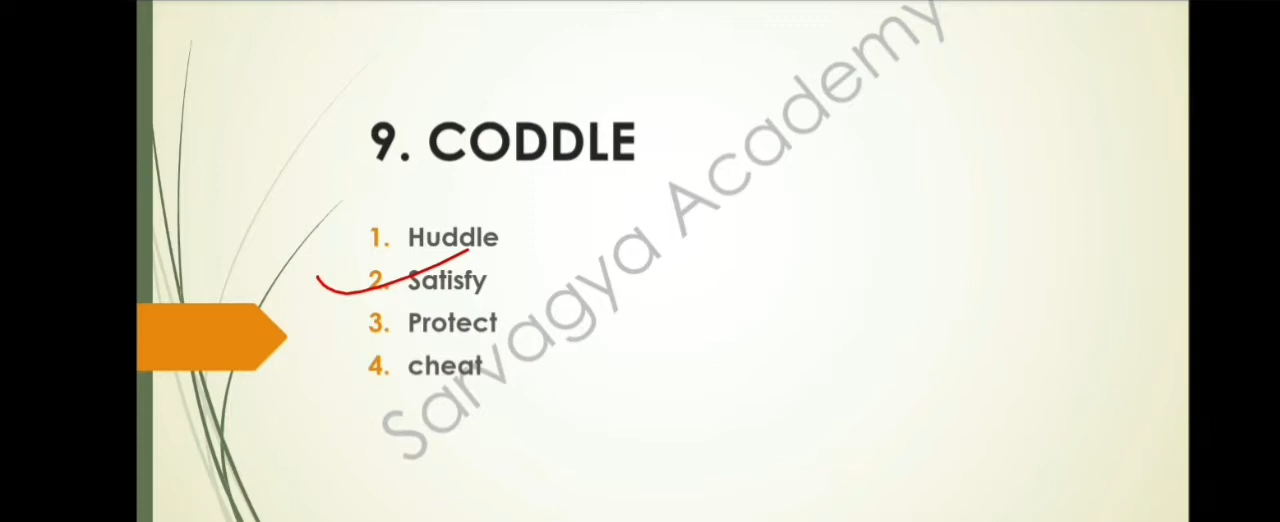 9. CODDLE
1. Huddle
2. Satisfy
3. Protect
4. cheat
Sarvagya Academy